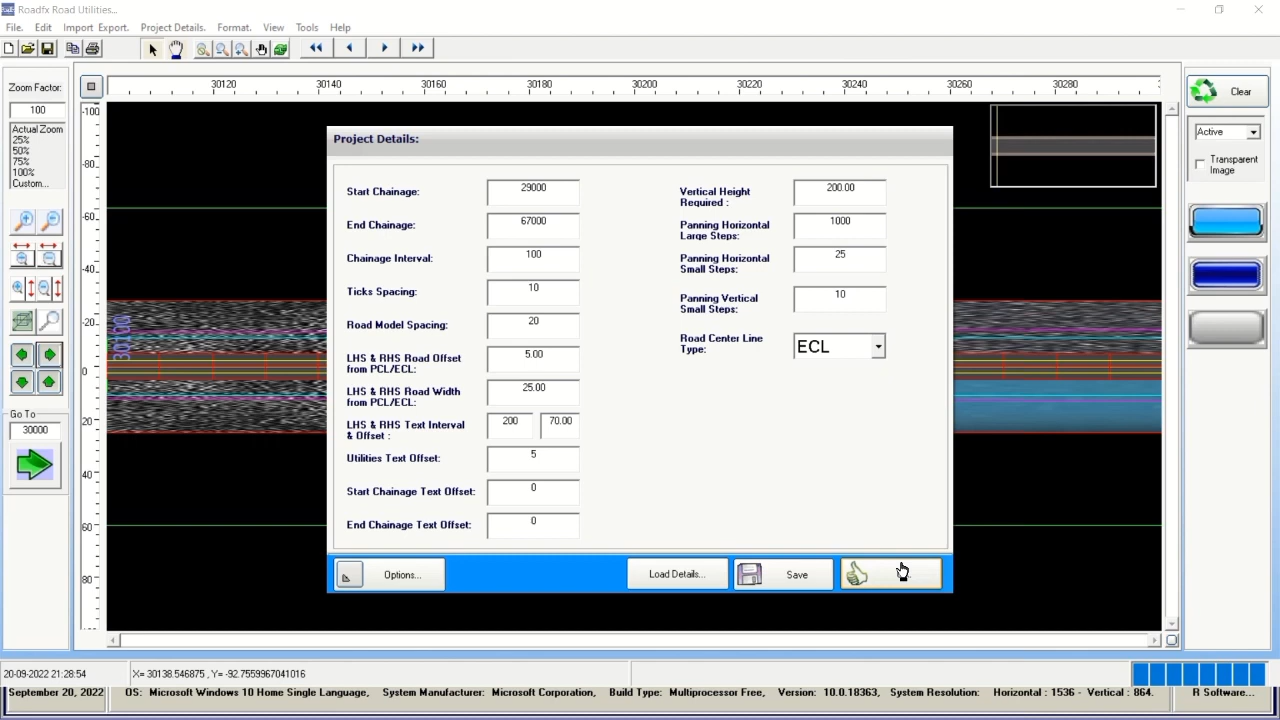 Roadfx Road Utilities...
File. Edit Import Export. Project Details. Format. View Tools Help
Zoom Factor:
100
Actual Zoom
25%
50%
75%
100%
Custom...
Go To
30000
30120 30140 30160 30180 30200 30220 30240 30260 30280
-100
-80
-60
-40
-20
0
20
40
60
80
30100
Project Details:
Start Chainage: 29000
End Chainage: 67000
Chainage Interval: 100
Ticks Spacing: 10
Road Model Spacing: 20
LHS & RHS Road Offset
from PCL/ECL: 5.00
LHS & RHS Road Width
from PCL/ECL: 25.00
LHS & RHS Text Interval
& Offset : 200 70.00
Utilities Text Offset: 5
Start Chainage Text Offset: 0
End Chainage Text Offset: 0
Vertical Height
Required : 200.00
Panning Horizontal
Large Steps: 1000
Panning Horizontal
Small Steps: 25
Panning Vertical
Small Steps: 10
Road Center Line
Type: ECL
Options... Load Details... Save
Clear
Active
Transparent
Image
20-09-2022 21:28:54 X= 30138.546875 , Y= -92.7559967041016
September 20, 2022 OS: Microsoft Windows 10 Home Single Language, System Manufacturer: Microsoft Corporation, Build Type: Multiprocessor Free, Version: 10.0.18363, System Resolution: Horizontal : 1536 - Vertical : 864. R Software...